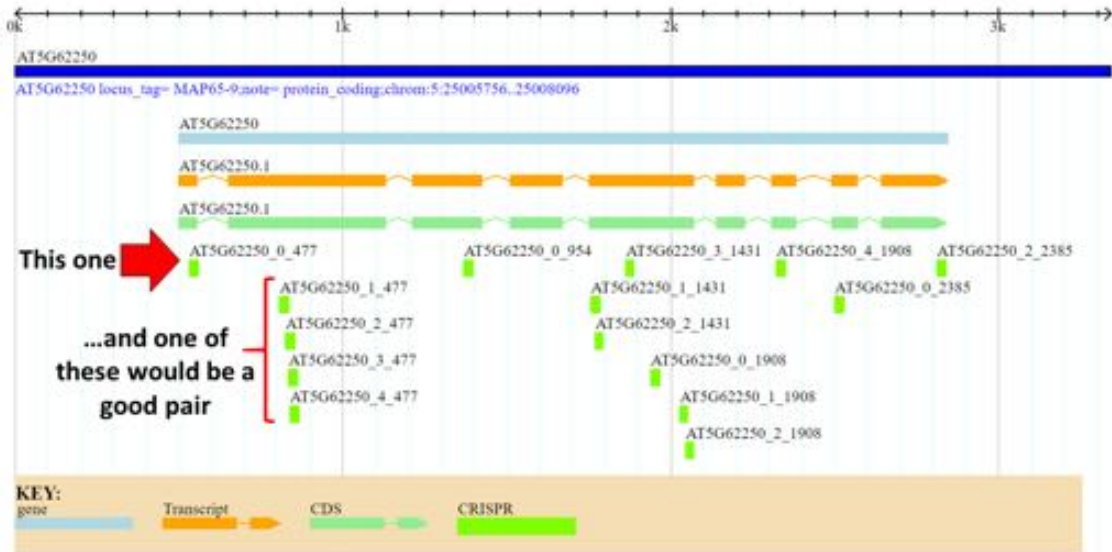 0k 1k 2k 3k
AT5G62250
AT5G62250 locus_tag= MAP65-9;note= protein_coding;chrom:5:25005756..25008096
AT5G62250
AT5G62250.1
AT5G62250.1
This one
AT5G62250_0_477 AT5G62250_0_954 AT5G62250_3_1431 AT5G62250_4_1908 AT5G62250_2_2385
AT5G62250_1_477 AT5G62250_1_1431 AT5G62250_0_2385
...and one of
these would be a
good pair
AT5G62250_2_477 AT5G62250_2_1431
AT5G62250_3_477 AT5G62250_0_1908
AT5G62250_4_477 AT5G62250_1_1908
AT5G62250_2_1908
KEY:
gene Transcript CDS CRISPR